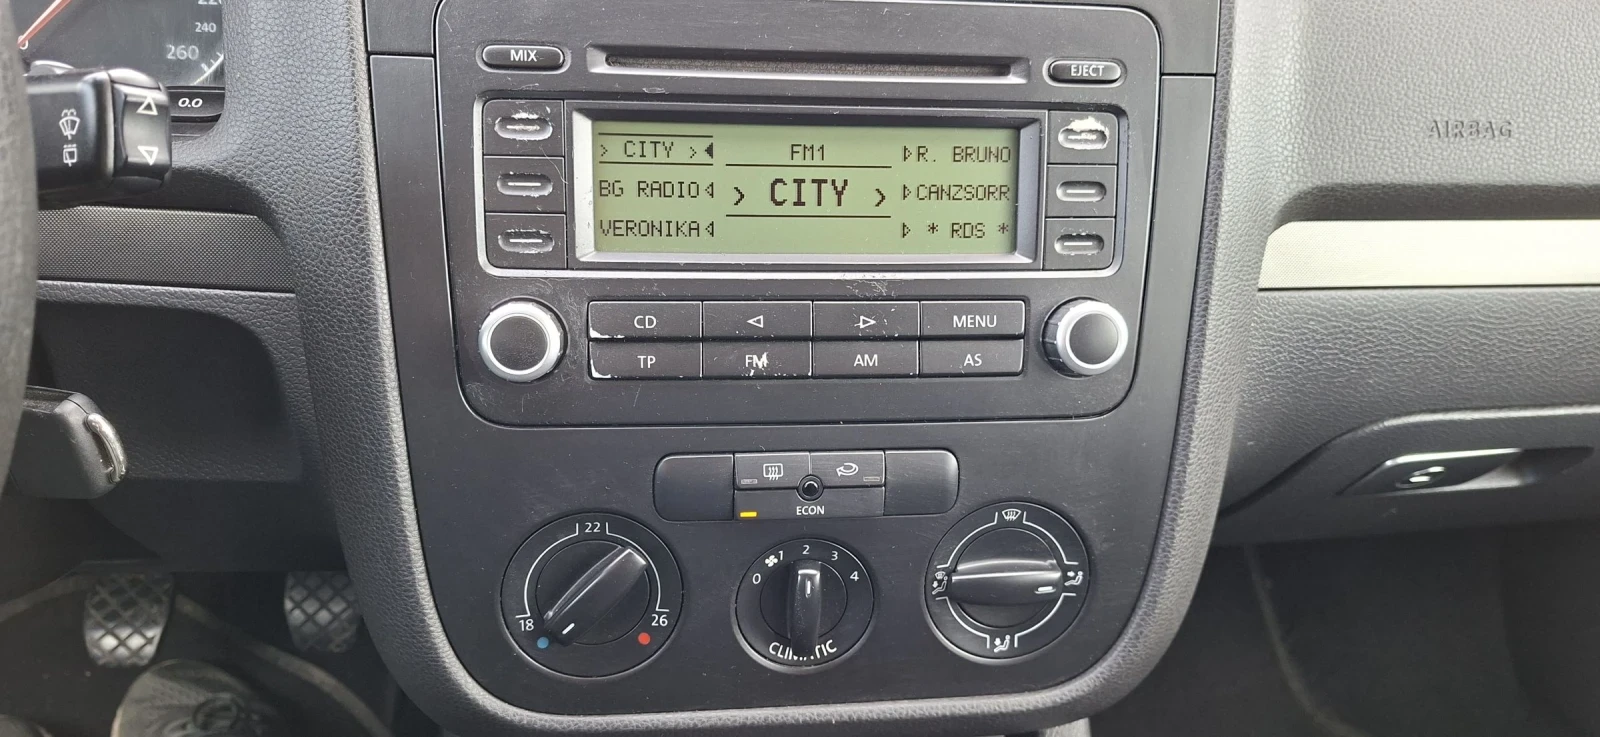 220
240
260
0.0
MIX
EJECT
> CITY >
FM1
R. BRUNO
BG RADIO
> CITY >
CANZSORR
VERONIKA
* RDS *
CD
MENU
TP
FM
AM
AS
AIRBAG
ECON
22
18
26
0
1
2
3
4
CLIMATIC